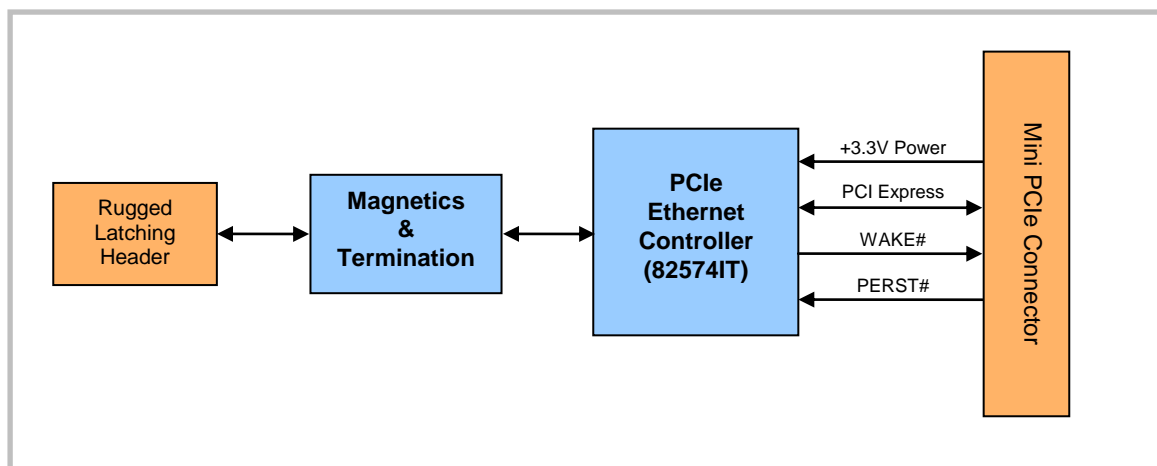 Rugged
Latching
Header
Magnetics
&
Termination
PCIe
Ethernet
Controller
(82574IT)
+3.3V Power
PCI Express
WAKE#
PERST#
Mini PCIe Connector